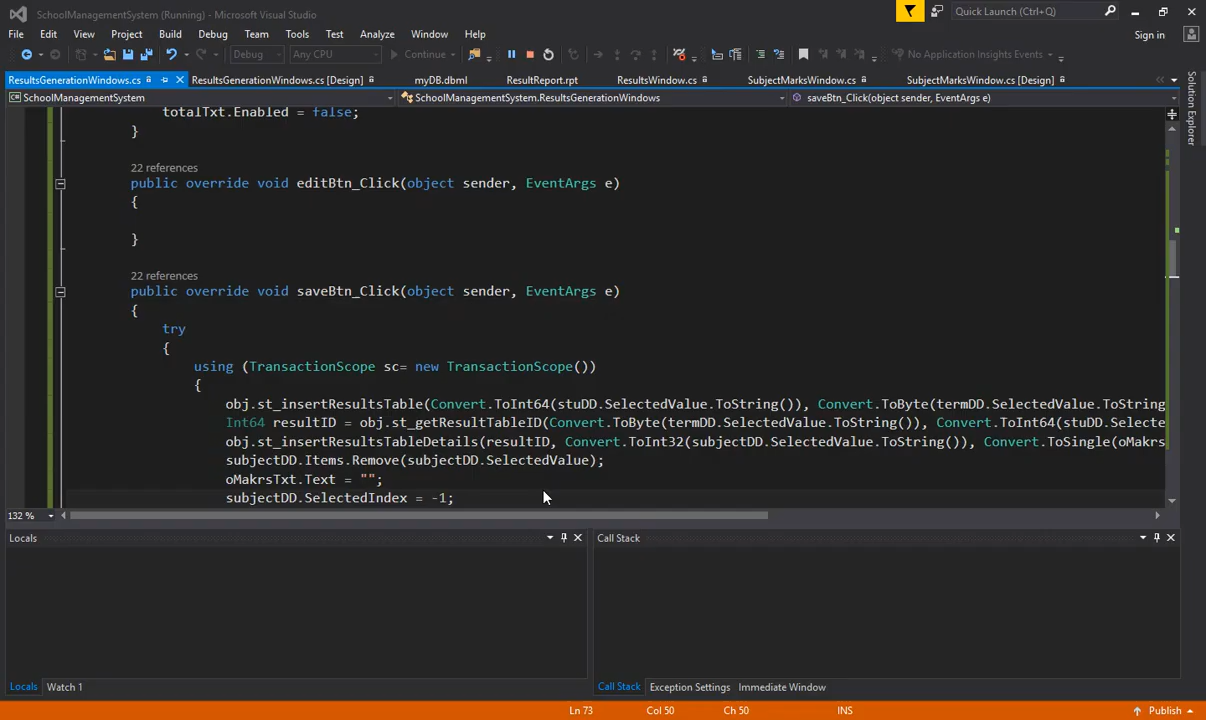 SchoolManagementSystem (Running) - Microsoft Visual Studio
Quick Launch (Ctrl+Q)
File Edit View Project Build Debug Team Tools Test Analyze Window Help
Sign in
Debug Any CPU Continue No Application Insights Events
ResultsGenerationWindows.cs ResultsGenerationWindows.cs [Design] myDB.dbml ResultReport.rpt ResultsWindow.cs SubjectMarksWindow.cs SubjectMarksWindow.cs [Design]
SchoolManagementSystem SchoolManagementSystem.ResultsGenerationWindows saveBtn_Click(object sender, EventArgs e)
Solution Explorer
totalTxt.Enabled = false;
}
22 references
public override void editBtn_Click(object sender, EventArgs e)
{
}
22 references
public override void saveBtn_Click(object sender, EventArgs e)
{
try
{
using (TransactionScope sc= new TransactionScope())
{
obj.st_insertResultsTable(Convert.ToInt64(stuDD.SelectedValue.ToString()), Convert.ToByte(termDD.SelectedValue.ToString
Int64 resultID = obj.st_getResultTableID(Convert.ToByte(termDD.SelectedValue.ToString()), Convert.ToInt64(stuDD.Selecte
obj.st_insertResultsTableDetails(resultID, Convert.ToInt32(subjectDD.SelectedValue.ToString()), Convert.ToSingle(oMakrs
subjectDD.Items.Remove(subjectDD.SelectedValue);
oMakrsTxt.Text = "";
subjectDD.SelectedIndex = -1;
132 %
Locals
Call Stack
Locals Watch 1
Call Stack Exception Settings Immediate Window
Ln 73 Col 50 Ch 50 INS Publish